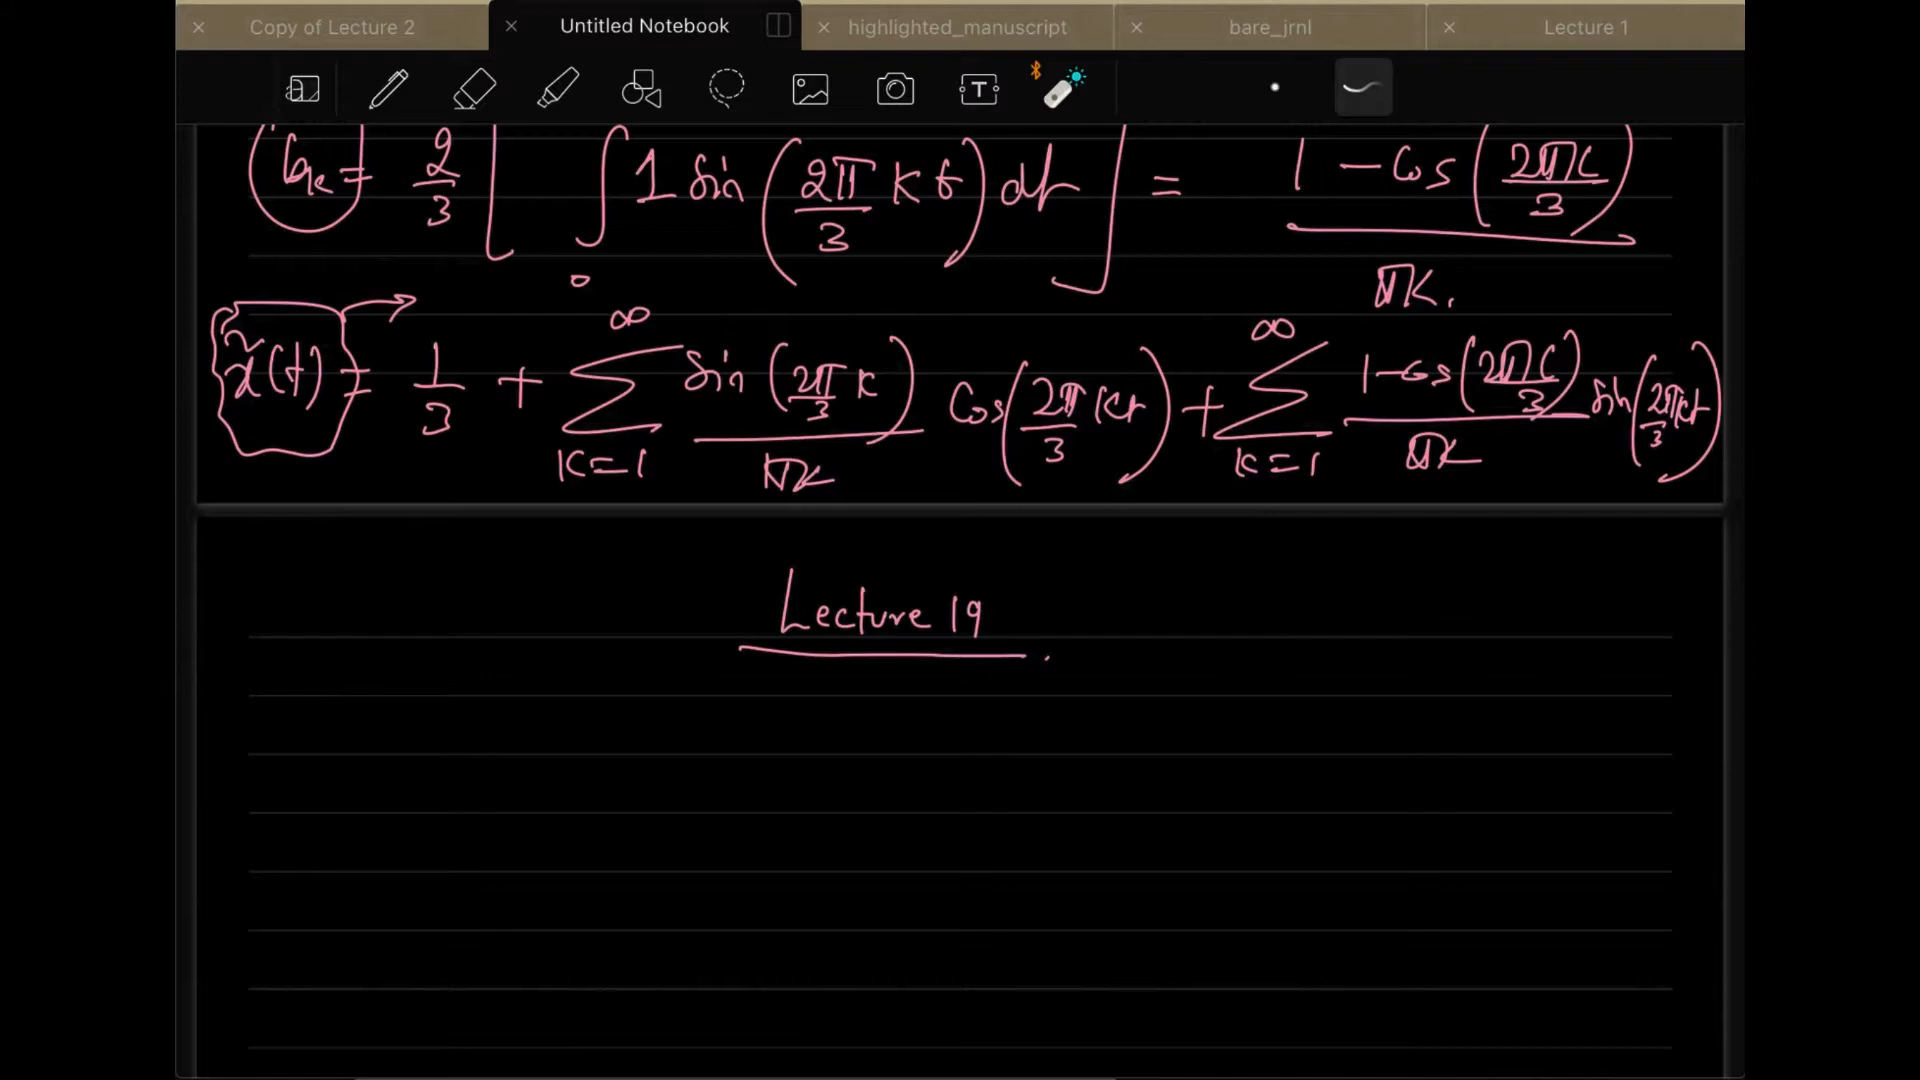 Copy of Lecture 2 Untitled Notebook highlighted_manuscript bare_jrnl Lecture 1
b_k = 2/3 [ ∫_0 1 Sin(2π/3 k t) dt ] = 1 - Cos(2πk/3) / πk.
x̃(t) = 1/3 + ∑_{k=1}^{∞} Sin(2π/3 k) / πk Cos(2π/3 kt) + ∑_{k=1}^{∞} 1-Cos(2πk/3) / πk Sin(2π/3 kt)
Lecture 19